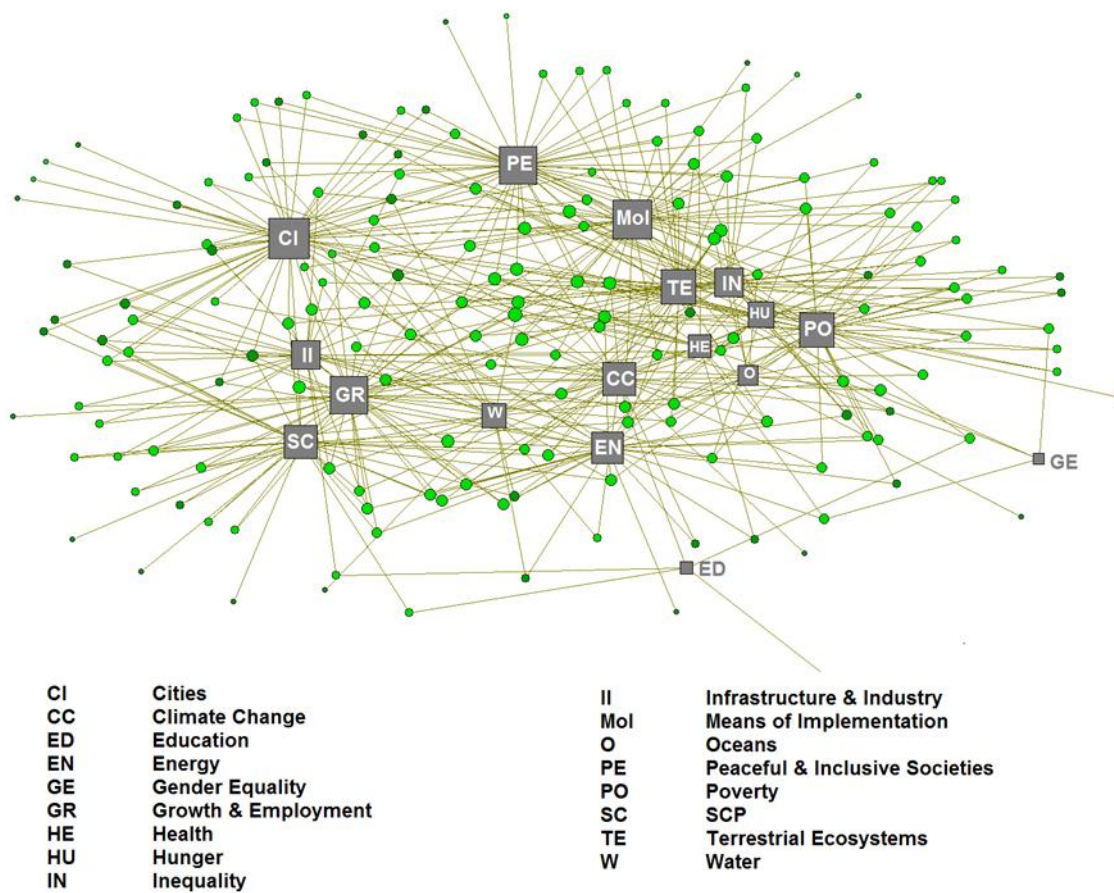 PE
MoI
CI
TE
IN
HU
PO
HE
II
CC
O
GR
W
SC
EN
GE
ED
CI Cities
CC Climate Change
ED Education
EN Energy
GE Gender Equality
GR Growth & Employment
HE Health
HU Hunger
IN Inequality
II Infrastructure & Industry
MoI Means of Implementation
O Oceans
PE Peaceful & Inclusive Societies
PO Poverty
SC SCP
TE Terrestrial Ecosystems
W Water